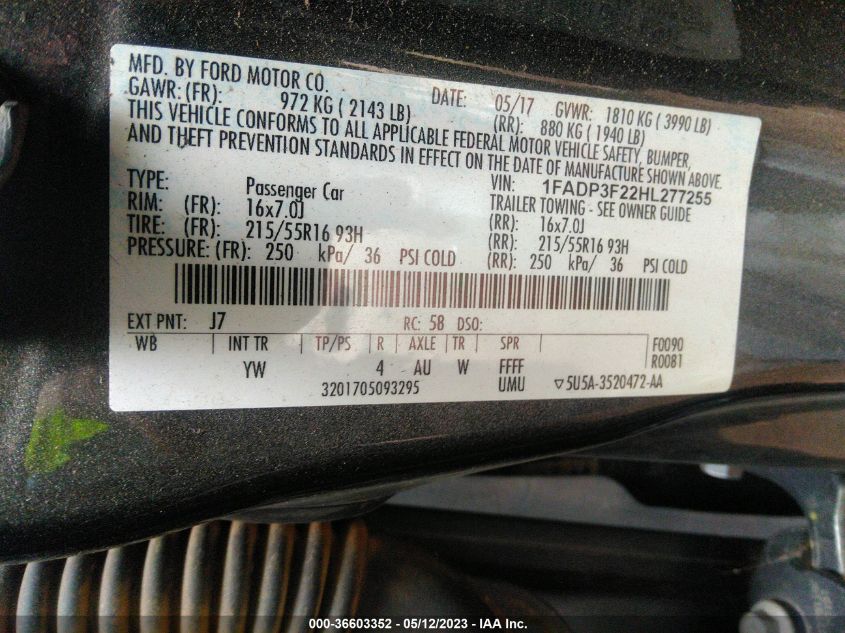 MFD. BY FORD MOTOR CO.
DATE: 05/17 GVWR: 1810 KG ( 3990 LB)
GAWR: (FR): 972 KG ( 2143 LB) (RR): 880 KG ( 1940 LB)
THIS VEHICLE CONFORMS TO ALL APPLICABLE FEDERAL MOTOR VEHICLE SAFETY, BUMPER,
AND THEFT PREVENTION STANDARDS IN EFFECT ON THE DATE OF MANUFACTURE SHOWN ABOVE.
VIN: 1FADP3F22HL277255
TYPE: Passenger Car TRAILER TOWING - SEE OWNER GUIDE
RIM: (FR): 16x7.0J (RR): 16x7.0J
TIRE: (FR): 215/55R16 93H (RR): 215/55R16 93H
PRESSURE: (FR): 250 kPa/ 36 PSI COLD (RR): 250 kPa/ 36 PSI COLD
EXT PNT: J7 RC: 58 DSO:
WB INT TR TP/PS R AXLE TR SPR F0090
R0081
YW 4 AU W FFFF
3201705093295 UMU ▽5U5A-3520472-AA
000-36603352 - 05/12/2023 - IAA Inc.